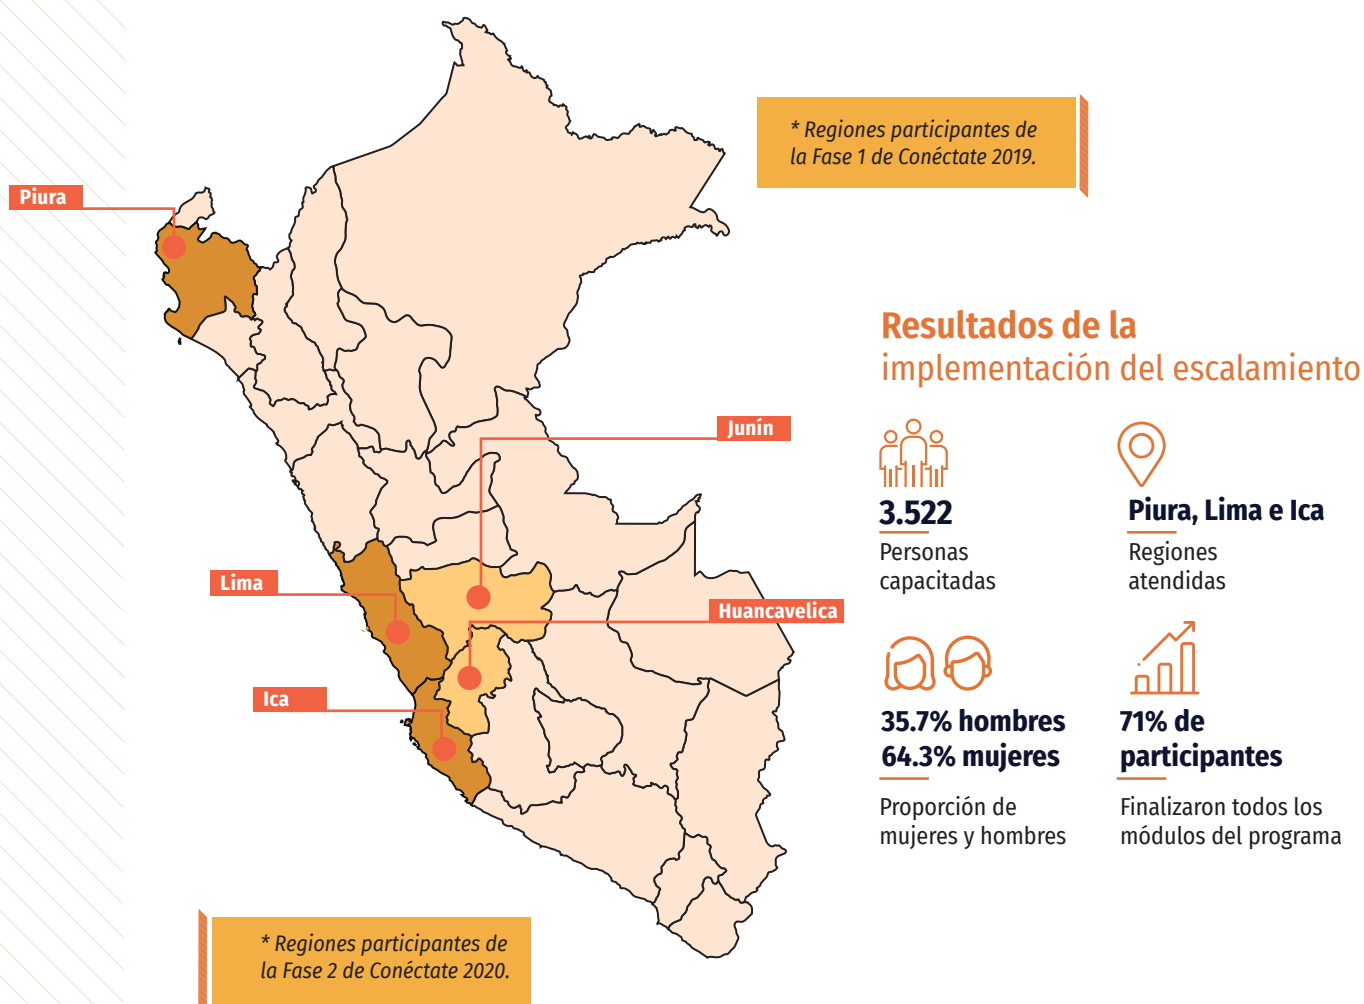 * Regiones participantes de
la Fase 1 de Conéctate 2019.
Piura
Junín
Lima
Huancavelica
Ica
* Regiones participantes de
la Fase 2 de Conéctate 2020.
Resultados de la
implementación del escalamiento
3.522
Personas
capacitadas
Piura, Lima e Ica
Regiones
atendidas
35.7% hombres
64.3% mujeres
Proporción de
mujeres y hombres
71% de
participantes
Finalizaron todos los
módulos del programa